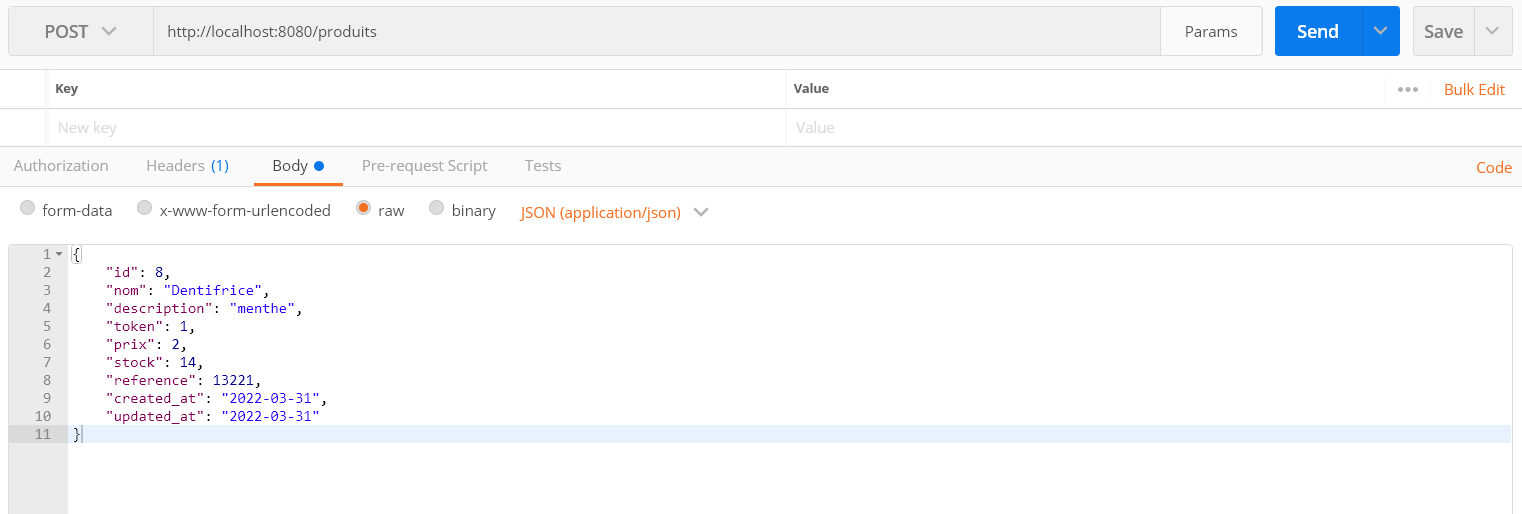 POST http://localhost:8080/produits Params Send Save
Key Value ••• Bulk Edit
New key Value
Authorization Headers (1) Body Pre-request Script Tests Code
form-data x-www-form-urlencoded raw binary JSON (application/json)
1 {
2 "id": 8,
3 "nom": "Dentifrice",
4 "description": "menthe",
5 "token": 1,
6 "prix": 2,
7 "stock": 14,
8 "reference": 13221,
9 "created_at": "2022-03-31",
10 "updated_at": "2022-03-31"
11 }